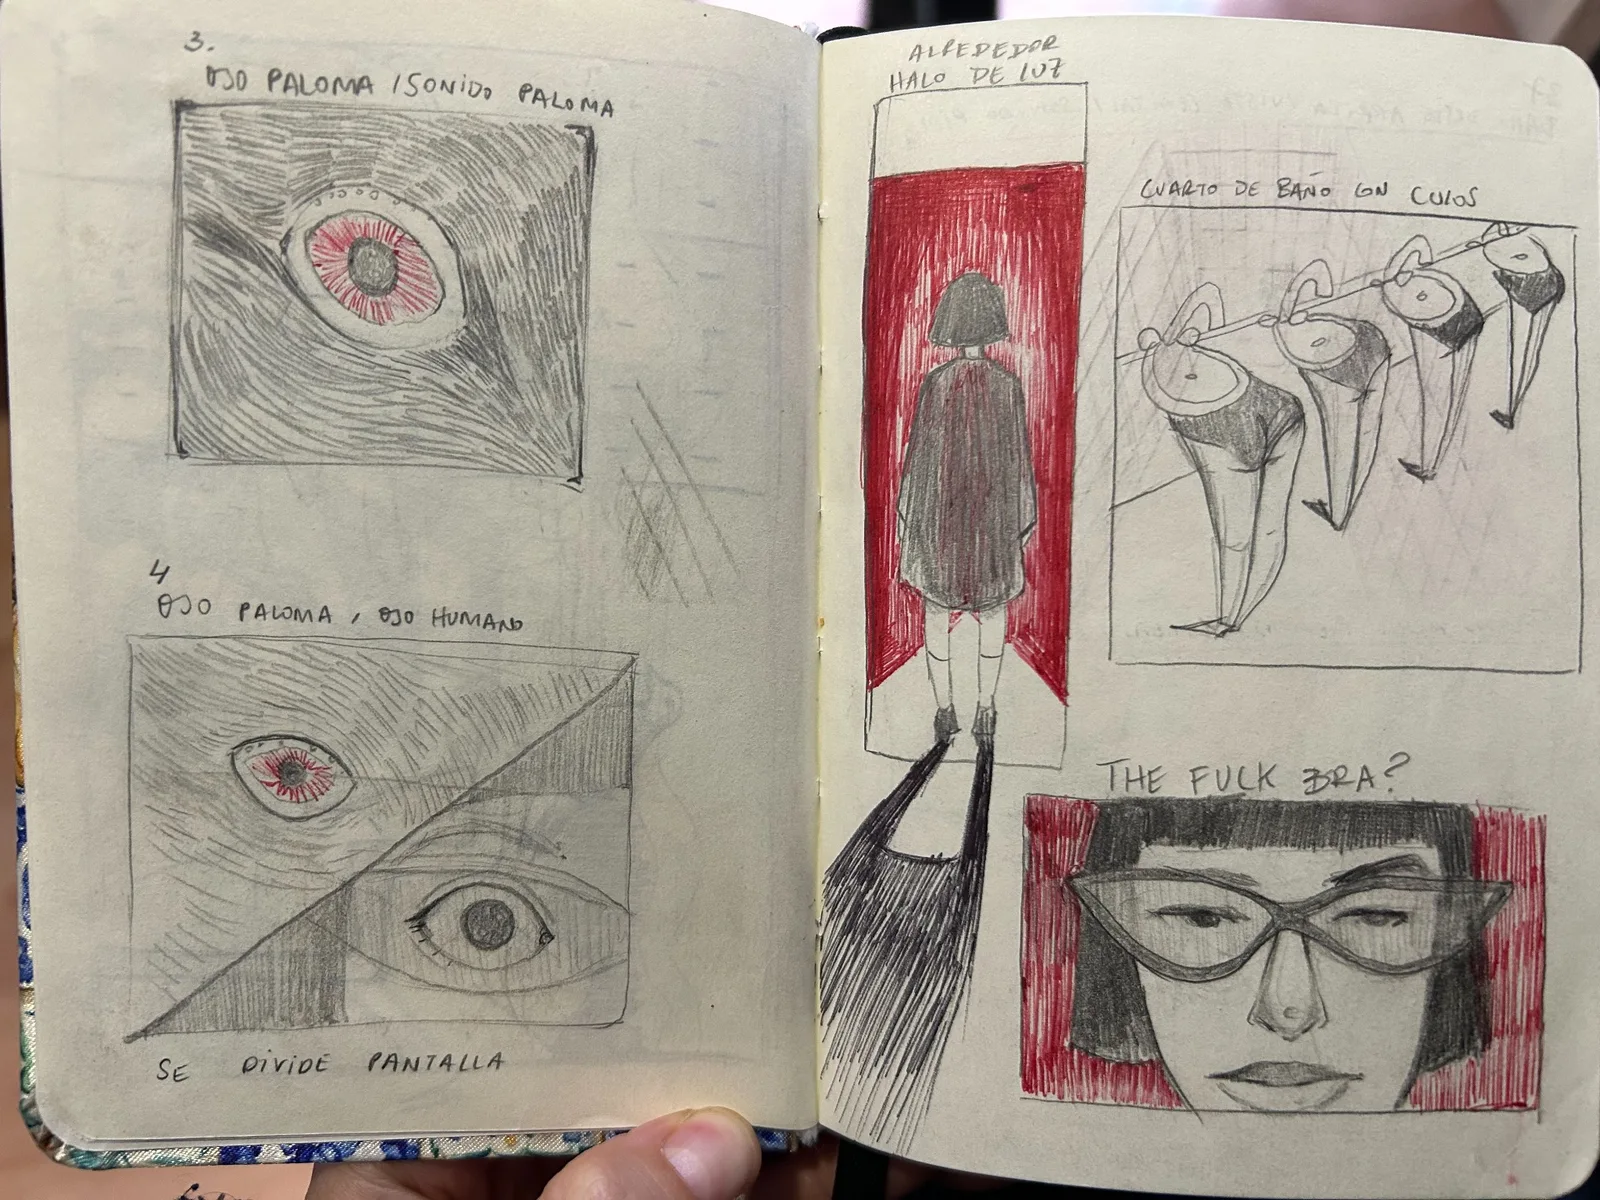 3.
OJO PALOMA / SONIDO PALOMA
4
OJO PALOMA, OJO HUMANO
SE DIVIDE PANTALLA
ALREDEDOR
HALO DE LUZ
CUARTO DE BAÑO CON CULOS
THE FUCK BRA?